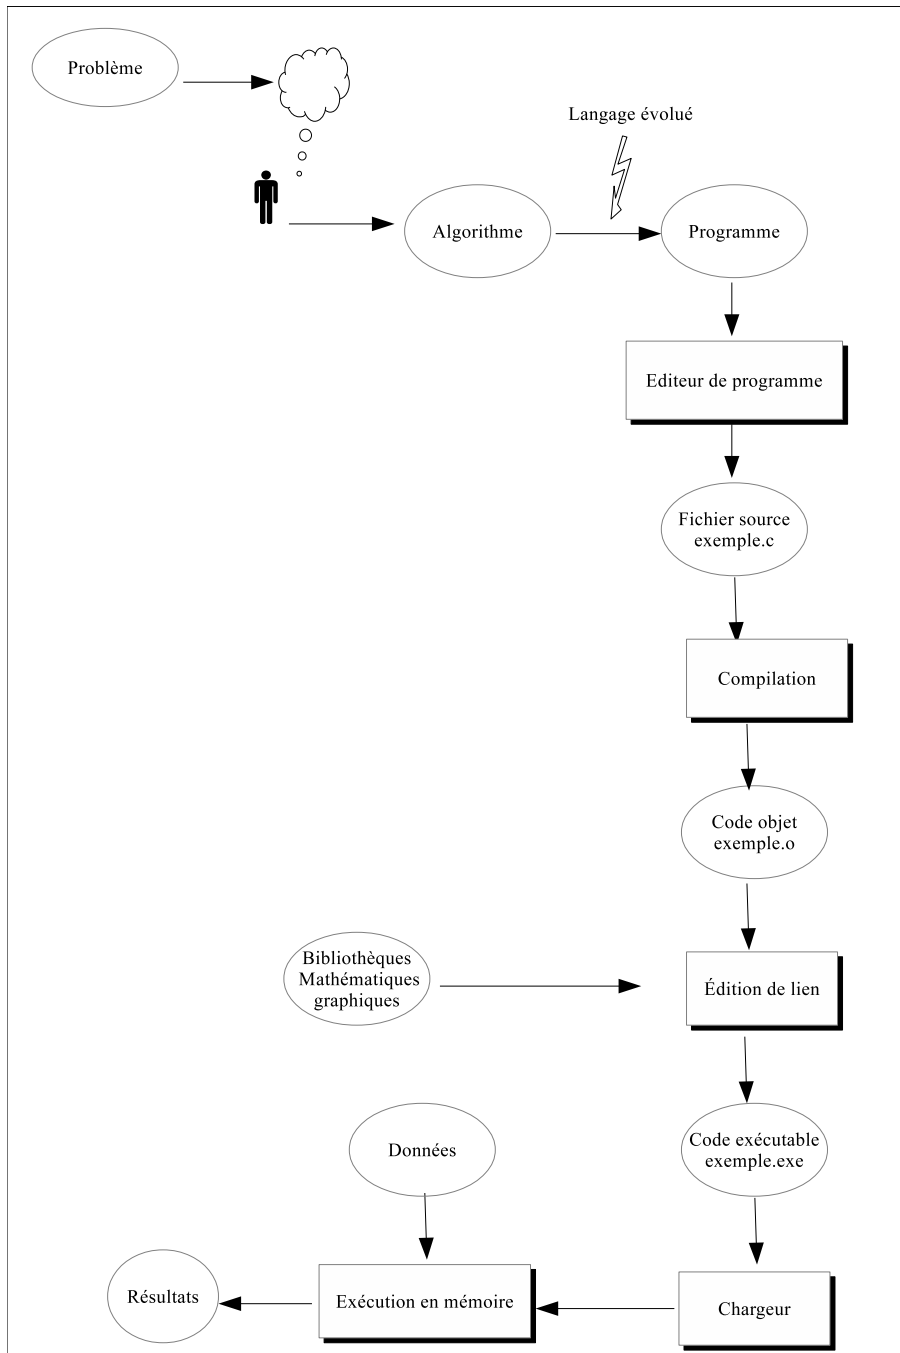 Problème
Langage évolué
Algorithme
Programme
Editeur de programme
Fichier source
exemple.c
Compilation
Code objet
exemple.o
Bibliothèques
Mathématiques
graphiques
Édition de lien
Données
Code exécutable
exemple.exe
Résultats
Exécution en mémoire
Chargeur